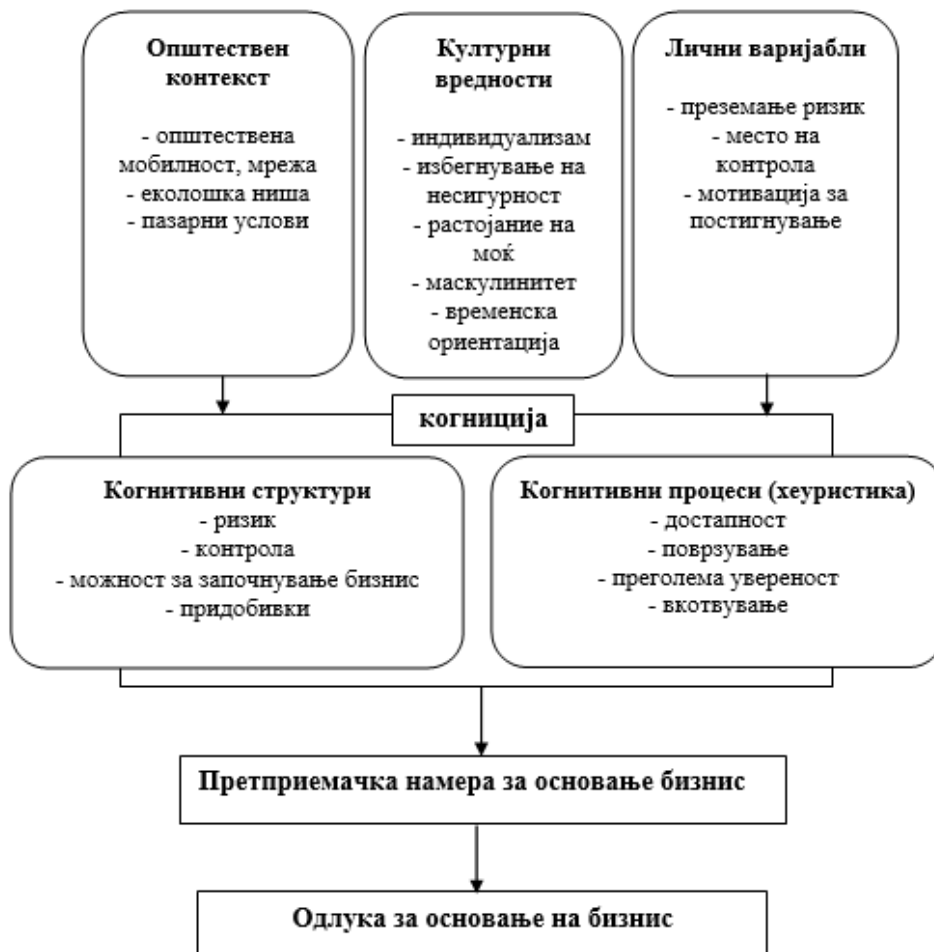 Општествен
контекст
- општествена
мобилност, мрежа
- еколошка ниша
- пазарни услови
Културни
вредности
- индивидуализам
- избегнување на
несигурност
- растојание на
моќ
- маскулинитет
- временска
ориентација
Лични варијабли
- преземање ризик
- место на
контрола
- мотивација за
постигнување
когниција
Когнитивни структури
- ризик
- контрола
- можност за започнување бизнис
- придобивки
Когнитивни процеси (хеуристика)
- достапност
- поврзување
- преголема увереност
- вкотвување
Претприемачка намера за основање бизнис
Одлука за основање на бизнис